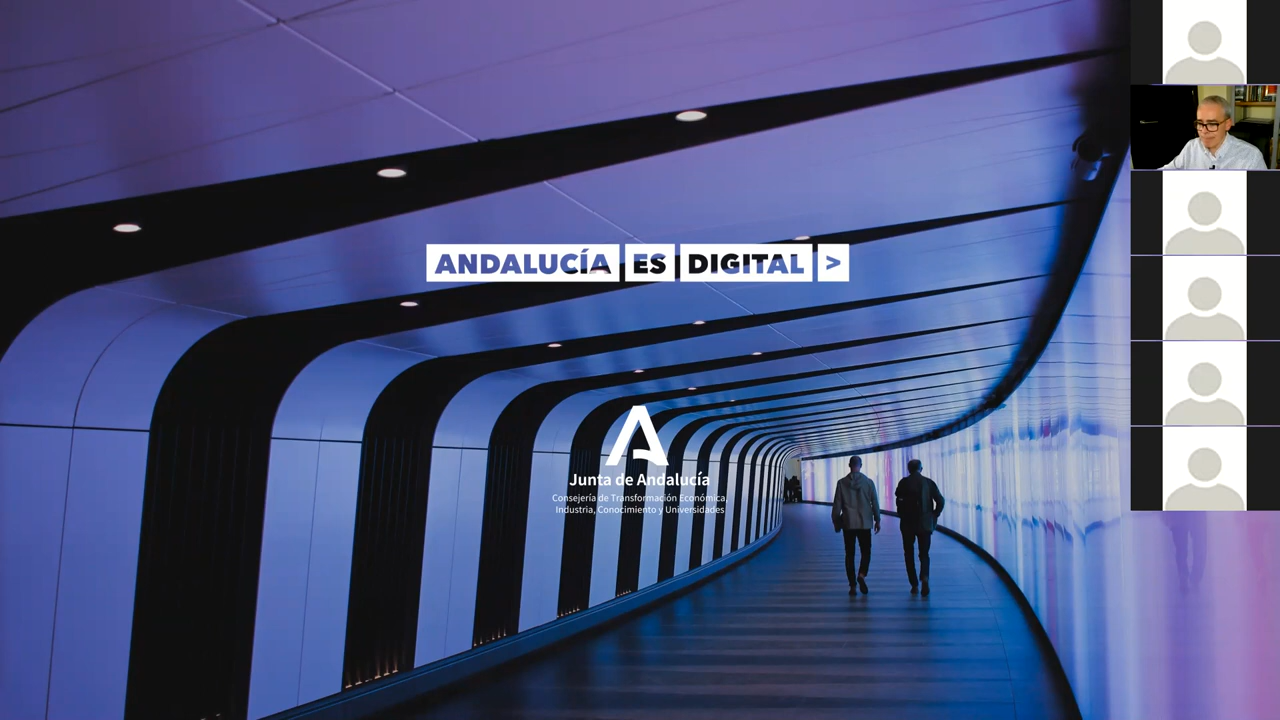 ANDALUCÍA ES DIGITAL >
Junta de Andalucía
Consejería de Transformación Económica,
Industria, Conocimiento y Universidades